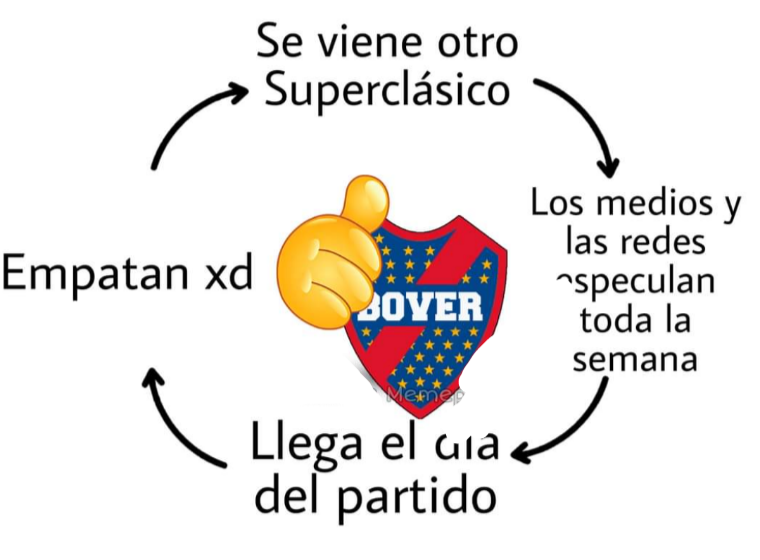 Se viene otro
Superclásico
Los medios y
las redes
especulan
toda la
semana
Empatan xd
BOVER
Llega el día
del partido